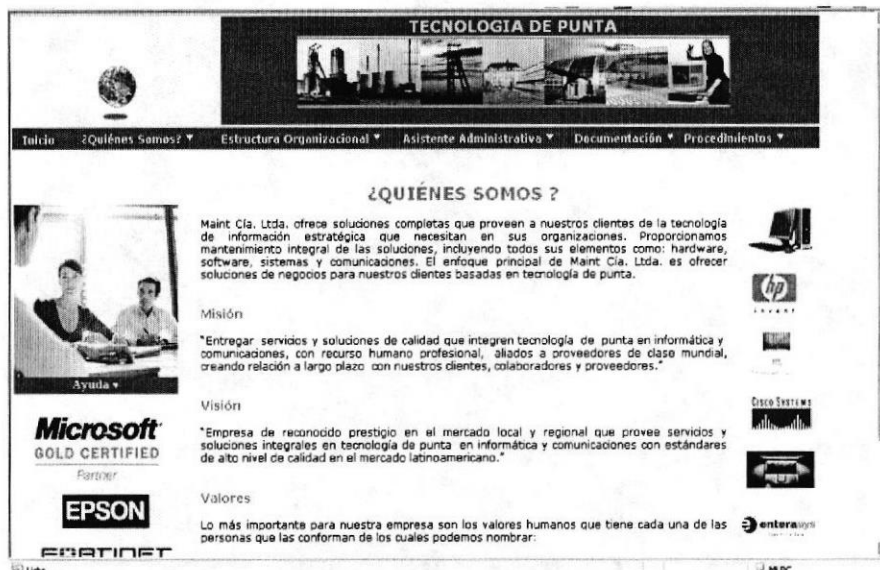 TECNOLOGIA DE PUNTA
Inicio ¿Quiénes Somos? ▼ Estructura Organizacional ▼ Asistente Administrativa ▼ Documentación ▼ Procedimientos ▼
¿QUIÉNES SOMOS ?
Maint Cía. Ltda. ofrece soluciones completas que proveen a nuestros clientes de la tecnología
de información estratégica que necesitan en sus organizaciones. Proporcionamos
mantenimiento integral de las soluciones, incluyendo todos sus elementos como: hardware,
software, sistemas y comunicaciones. El enfoque principal de Maint Cía. Ltda. es ofrecer
soluciones de negocios para nuestros clientes basadas en tecnología de punta.
Misión
"Entregar servicios y soluciones de calidad que integren tecnología de punta en informática y
comunicaciones, con recurso humano profesional, aliados a proveedores de clase mundial,
creando relación a largo plazo con nuestros clientes, colaboradores y proveedores."
Visión
"Empresa de reconocido prestigio en el mercado local y regional que provee servicios y
soluciones integrales en tecnología de punta en informática y comunicaciones con estándares
de alto nivel de calidad en el mercado latinoamericano."
Valores
Lo más importante para nuestra empresa son los valores humanos que tiene cada una de las
personas que las conforman de los cuales podemos nombrar:
Ayuda ▼
Microsoft
GOLD CERTIFIED
Partner
EPSON
FORTINET
hp
invent
CISCO SYSTEMS
enterasys
Listo
Mi PC